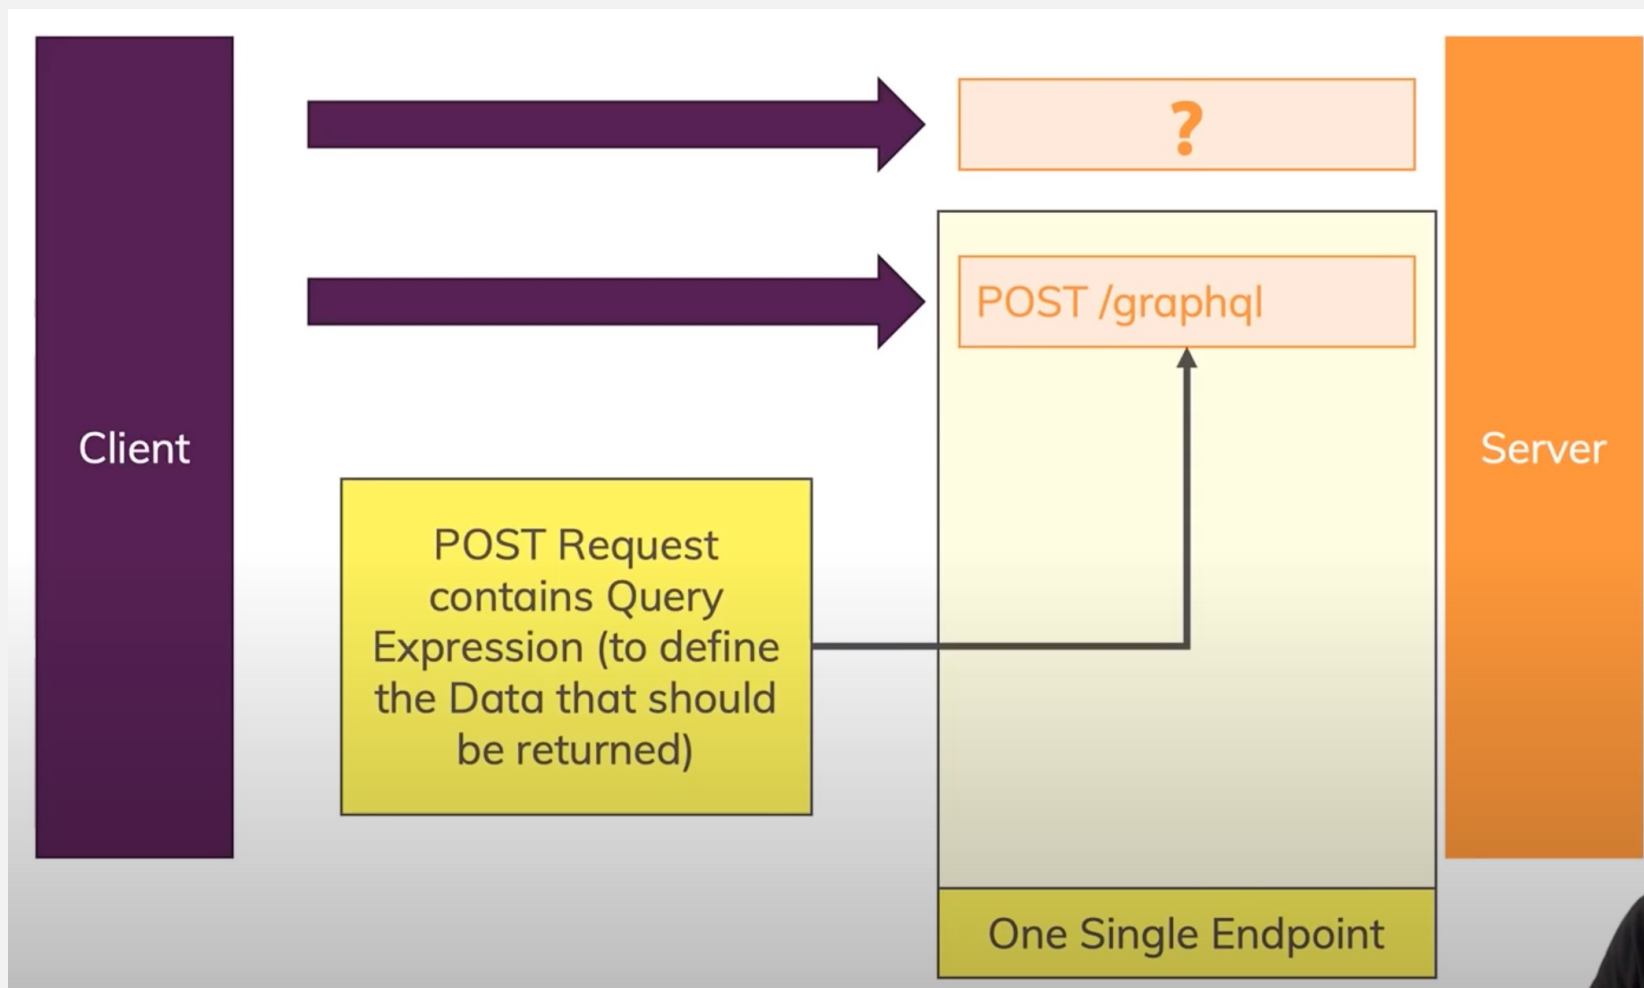 ?
POST /graphql
Client
Server
POST Request
contains Query
Expression (to define
the Data that should
be returned)
One Single Endpoint